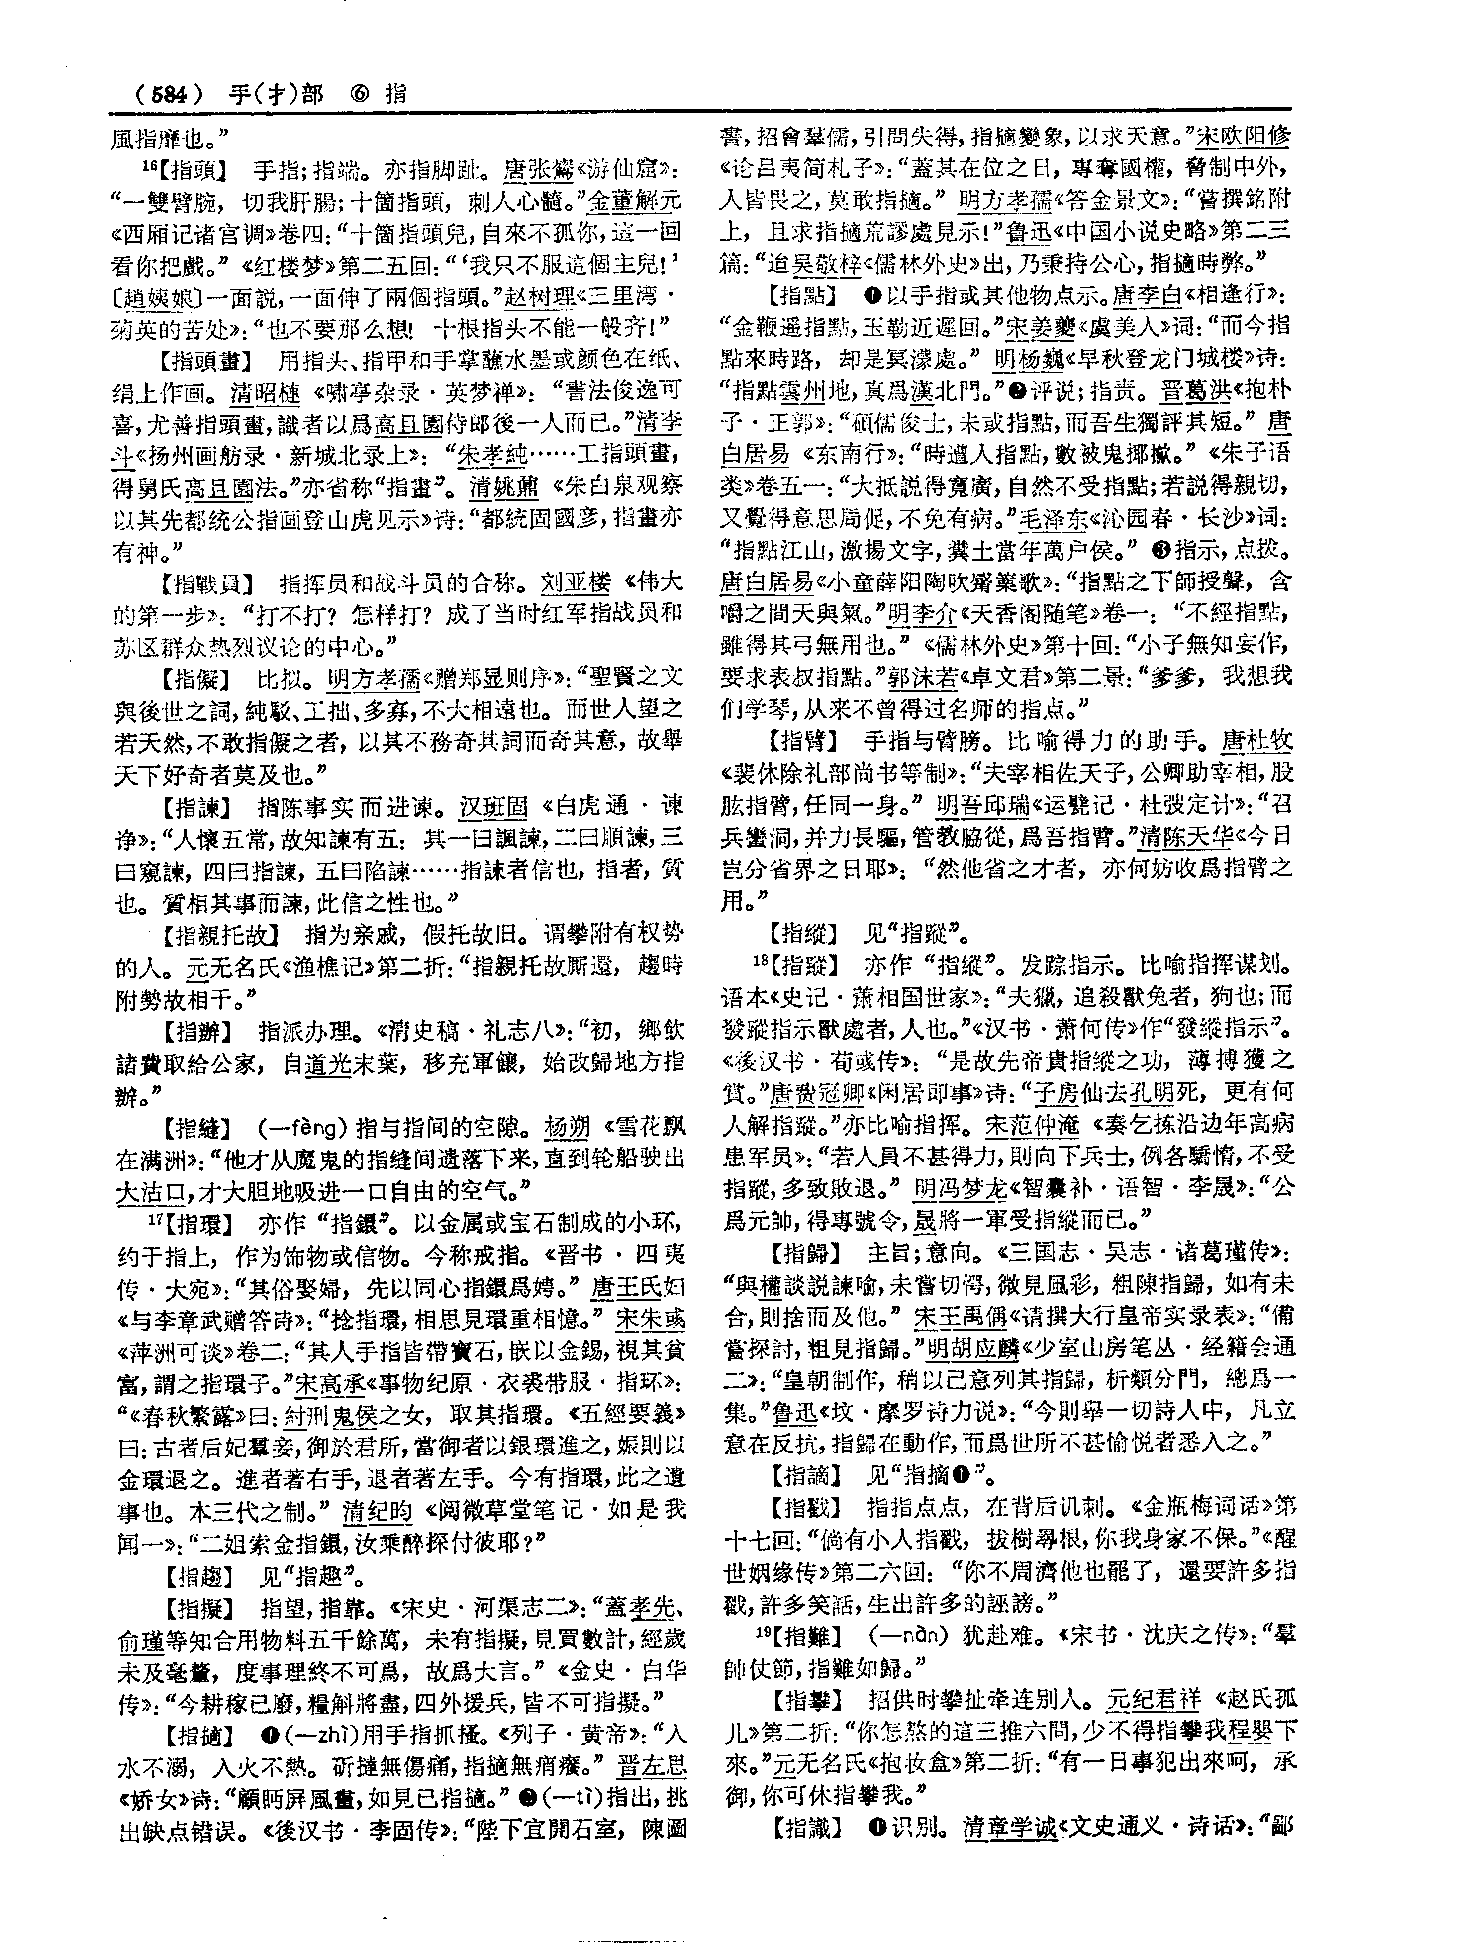 (584) 手(扌)部 ⑥ 指
風指靡也。”
16【指頭】 手指；指端。亦指脚趾。唐张鷟《游仙窟》：
“一雙臂腕，切我肝腸；十箇指頭，刺人心髓。”金董解元
《西厢记诸宫调》卷四：“十箇指頭兒，自來不孤你，這一回
看你把戲。”《红楼梦》第二五回：“‘我只不服這個主兒！’
〔趙姨娘〕一面説，一面伸了兩個指頭。”赵树理《三里湾·
菊英的苦处》：“也不要那么想！十根指头不能一般齐！”
【指頭畫】 用指头、指甲和手掌蘸水墨或颜色在纸、
绢上作画。清昭槤《啸亭杂录·英梦禅》：“書法俊逸可
喜，尤善指頭畫，識者以爲高且園侍郎後一人而已。”清李
斗《扬州画舫录·新城北录上》：“朱孝純……工指頭畫，
得舅氏高且園法。”亦省称“指畫”。清姚鼐《朱白泉观察
以其先都统公指画登山虎见示》诗：“都統固國彦，指畫亦
有神。”
【指戰員】 指挥员和战斗员的合称。刘亚楼《伟大
的第一步》：“打不打？怎样打？成了当时红军指战员和
苏区群众热烈议论的中心。”
【指儗】 比拟。明方孝孺《赠郑显则序》：“聖賢之文
與後世之詞，純駁、工拙、多寡，不大相遠也。而世人望之
若天然，不敢指儗之者，以其不務奇其詞而奇其意，故舉
天下好奇者莫及也。”
【指諫】 指陈事实而进谏。汉班固《白虎通·谏
诤》：“人懷五常，故知諫有五：其一曰諷諫，二曰順諫，三
曰窺諫，四曰指諫，五曰陷諫……指諫者信也，指者，質
也。質相其事而諫，此信之性也。”
【指親托故】 指为亲戚，假托故旧。谓攀附有权势
的人。元无名氏《渔樵记》第二折：“指親托故厮還，趨時
附勢故相干。”
【指辦】 指派办理。《清史稿·礼志八》：“初，鄉飲
諸費取給公家，自道光末葉，移充軍饟，始改歸地方指
辦。”
【指縫】 (—fèng)指与指间的空隙。杨朔《雪花飘
在满洲》：“他才从魔鬼的指缝间遗落下来，直到轮船驶出
大沽口，才大胆地吸进一口自由的空气。”
17【指環】 亦作“指鐶”。以金属或宝石制成的小环，
约于指上，作为饰物或信物。今称戒指。《晋书·四夷
传·大宛》：“其俗娶婦，先以同心指鐶爲娉。”唐王氏妇
《与李章武赠答诗》：“捻指環，相思見環重相憶。”宋朱彧
《萍洲可谈》卷二：“其人手指皆帶寶石，嵌以金錫，視其貧
富，謂之指環子。”宋高承《事物纪原·衣裘带服·指环》：
“《春秋繁露》曰：紂刑鬼侯之女，取其指環。《五經要義》
曰：古者后妃羣妾，御於君所，當御者以銀環進之，娠則以
金環退之。進者著右手，退者著左手。今有指環，此之遺
事也。本三代之制。”清纪昀《阅微草堂笔记·如是我
闻一》：“二姐索金指鐶，汝乘醉探付彼耶？”
【指趨】 见“指趣”。
【指擬】 指望，指靠。《宋史·河渠志二》：“蓋孝先、
俞瑾等知合用物料五千餘萬，未有指擬，見買數計，經歲
未及毫釐，度事理終不可爲，故爲大言。”《金史·白华
传》：“今耕稼已廢，糧斛將盡，四外援兵，皆不可指擬。”
【指擿】 ❶(—zhì)用手指抓搔。《列子·黄帝》：“入
水不溺，入火不熱。斫撻無傷痛，指擿無痟癢。”晋左思
《娇女》诗：“顧眄屏風畫，如見已指擿。”❷(—tī)指出，挑
出缺点错误。《後汉书·李固传》：“陛下宜開石室，陳圖
書，招會羣儒，引問失得，指擿變象，以求天意。”宋欧阳修
《论吕夷简札子》：“蓋其在位之日，專奪國權，脅制中外，
人皆畏之，莫敢指擿。”明方孝孺《答金景文》：“嘗撰銘附
上，且求指擿荒謬處見示！”鲁迅《中国小说史略》第二三
篇：“迨吴敬梓《儒林外史》出，乃秉持公心，指擿時弊。”
【指點】 ❶以手指或其他物点示。唐李白《相逢行》：
“金鞭遥指點，玉勒近遲回。”宋姜夔《虞美人》词：“而今指
點來時路，却是冥濛處。”明杨巍《早秋登龙门城楼》诗：
“指點雲州地，真爲漢北門。”❷评说；指责。晋葛洪《抱朴
子·正郭》：“碩儒俊士，未或指點，而吾生獨評其短。”唐
白居易《东南行》：“時遭人指點，數被鬼揶揄。”《朱子语
类》卷五一：“大抵説得寬廣，自然不受指點；若説得親切，
又覺得意思局促，不免有病。”毛泽东《沁园春·长沙》词：
“指點江山，激揚文字，糞土當年萬户侯。”❸指示，点拨。
唐白居易《小童薛阳陶吹觱篥歌》：“指點之下師授聲，含
嚼之間天與氣。”明李介《天香阁随笔》卷一：“不經指點，
雖得其弓無用也。”《儒林外史》第十回：“小子無知妄作，
要求表叔指點。”郭沫若《卓文君》第二景：“爹爹，我想我
们学琴，从来不曾得过名师的指点。”
【指臂】 手指与臂膀。比喻得力的助手。唐杜牧
《裴休除礼部尚书等制》：“夫宰相佐天子，公卿助宰相，股
肱指臂，任同一身。”明吾邱瑞《运甓记·杜弢定计》：“召
兵蠻洞，并力長驅，管教脇從，爲吾指臂。”清陈天华《今日
岂分省界之日耶》：“然他省之才者，亦何妨收爲指臂之
用。”
【指縱】 见“指蹤”。
18【指蹤】 亦作“指縱”。发踪指示。比喻指挥谋划。
语本《史记·萧相国世家》：“夫獵，追殺獸兔者，狗也；而
發蹤指示獸處者，人也。”《汉书·萧何传》作“發縱指示”。
《後汉书·荀彧传》：“是故先帝貴指縱之功，薄搏獲之
賞。”唐费冠卿《闲居即事》诗：“子房仙去孔明死，更有何
人解指蹤。”亦比喻指挥。宋范仲淹《奏乞拣沿边年高病
患军员》：“若人員不甚得力，則向下兵士，例各驕惰，不受
指蹤，多致敗退。”明冯梦龙《智囊补·语智·李晟》：“公
爲元帥，得專號令，晟將一軍受指縱而已。”
【指歸】 主旨；意向。《三国志·吴志·诸葛瑾传》：
“與權談説諫喻，未嘗切愕，微見風彩，粗陳指歸，如有未
合，則捨而及他。”宋王禹偁《请撰大行皇帝实录表》：“備
嘗探討，粗見指歸。”明胡应麟《少室山房笔丛·经籍会通
二》：“皇朝制作，稍以己意列其指歸，析類分門，總爲一
集。”鲁迅《坟·摩罗诗力说》：“今則舉一切詩人中，凡立
意在反抗，指歸在動作，而爲世所不甚愉悦者悉入之。”
【指謫】 见“指摘❶”。
【指戳】 指指点点，在背后讥刺。《金瓶梅词话》第
十七回：“倘有小人指戳，拔樹尋根，你我身家不保。”《醒
世姻缘传》第二六回：“你不周濟他也罷了，還要許多指
戳，許多笑話，生出許多的誣謗。”
19【指難】 (—nàn) 犹赴难。《宋书·沈庆之传》：“羣
帥仗節，指難如歸。”
【指攀】 招供时攀扯牵连别人。元纪君祥《赵氏孤
儿》第二折：“你怎熬的這三推六問，少不得指攀我程嬰下
來。”元无名氏《抱妆盒》第二折：“有一日事犯出來呵，承
御，你可休指攀我。”
【指識】 ❶识别。清章学诚《文史通义·诗话》：“鄙